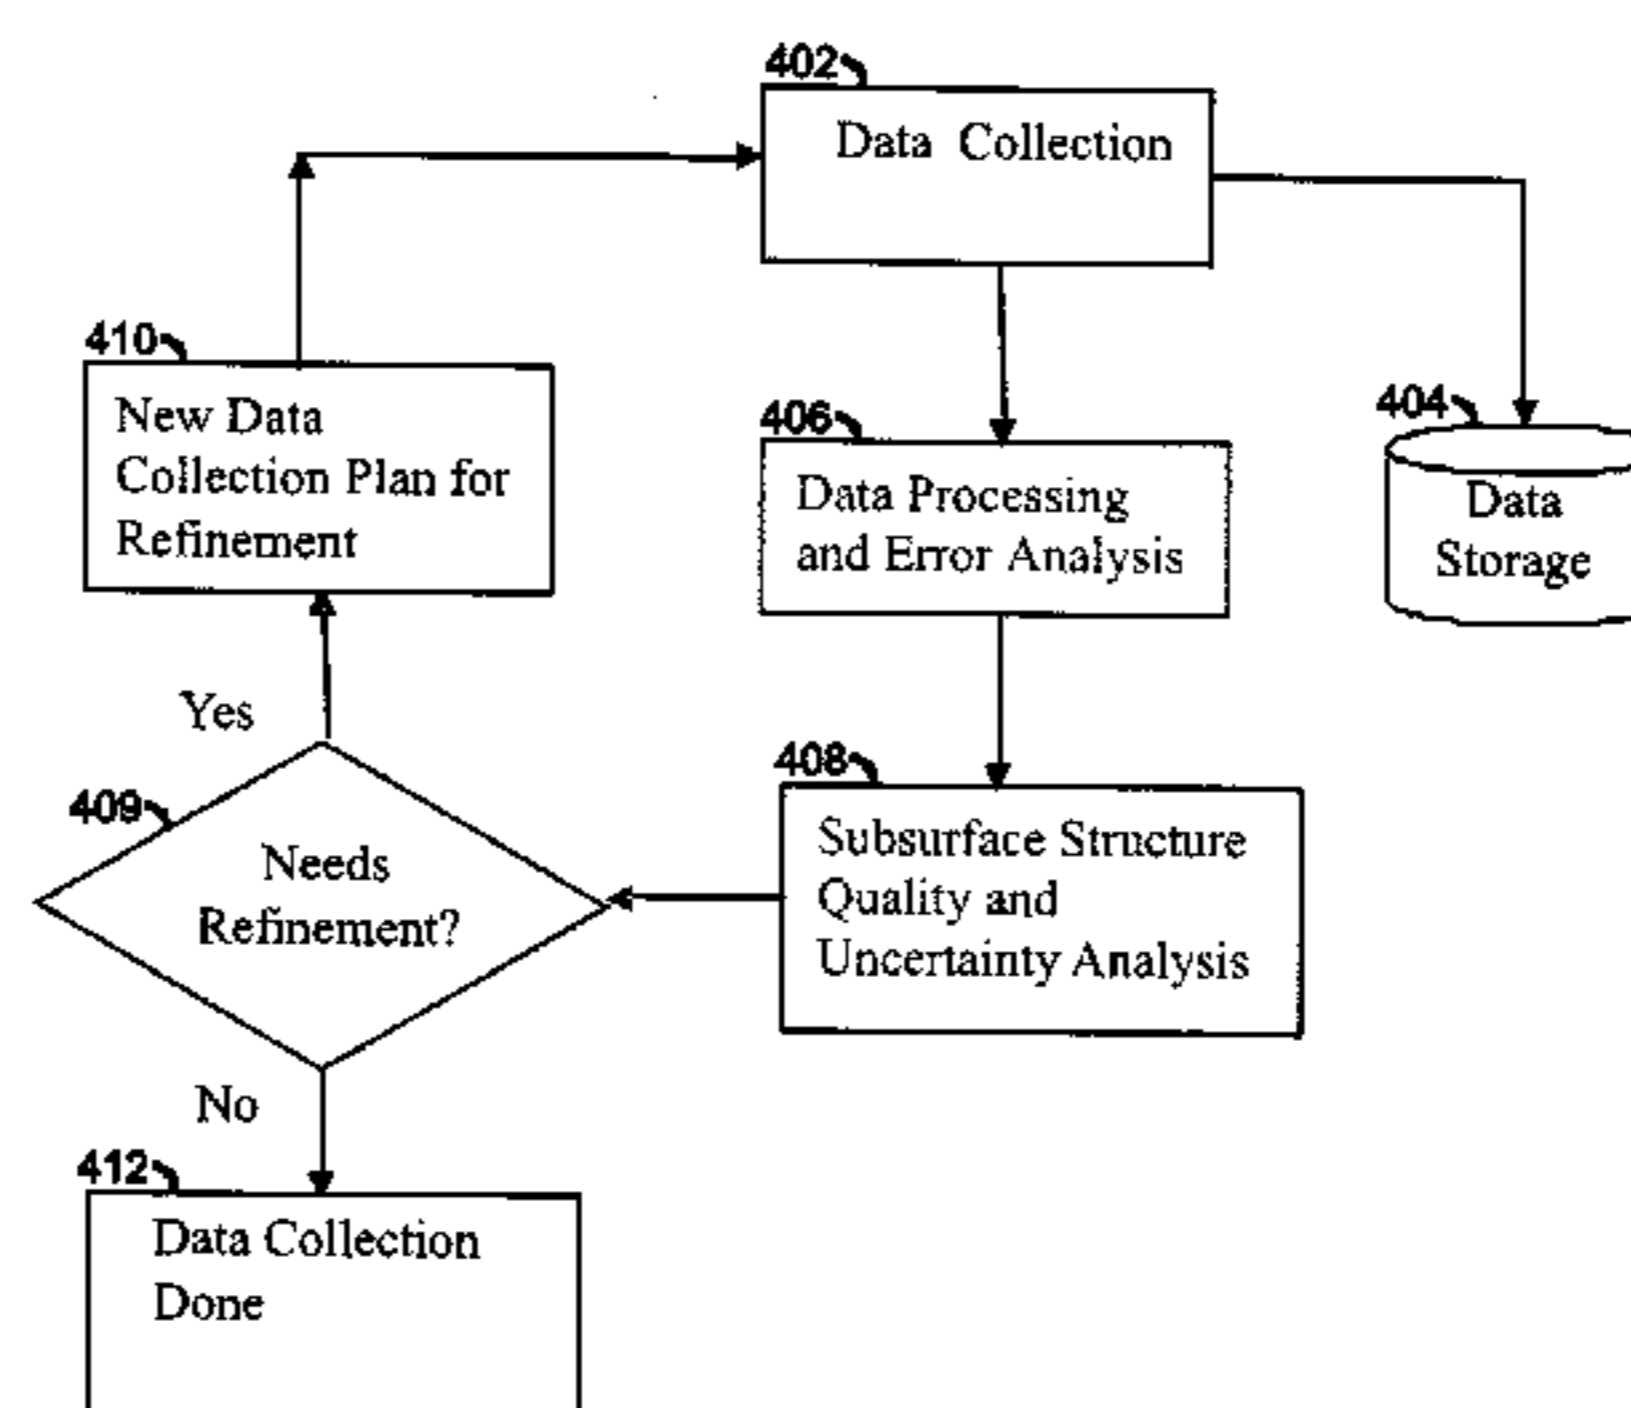 402
Data Collection
410
New Data
Collection Plan for
Refinement
406
Data Processing
and Error Analysis
404
Data
Storage
Yes
409
Needs
Refinement?
408
Subsurface Structure
Quality and
Uncertainty Analysis
No
412
Data Collection
Done